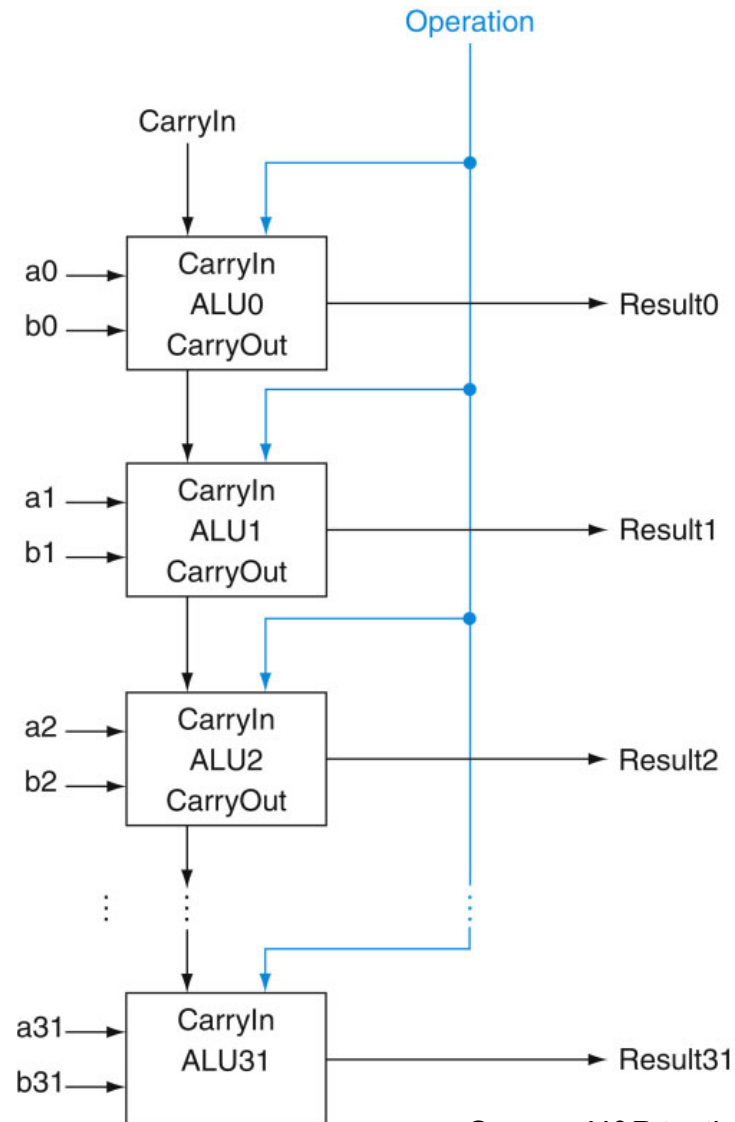 Operation
CarryIn
a0
b0
CarryIn
ALU0
CarryOut
Result0
a1
b1
CarryIn
ALU1
CarryOut
Result1
a2
b2
CarryIn
ALU2
CarryOut
Result2
a31
b31
CarryIn
ALU31
Result31